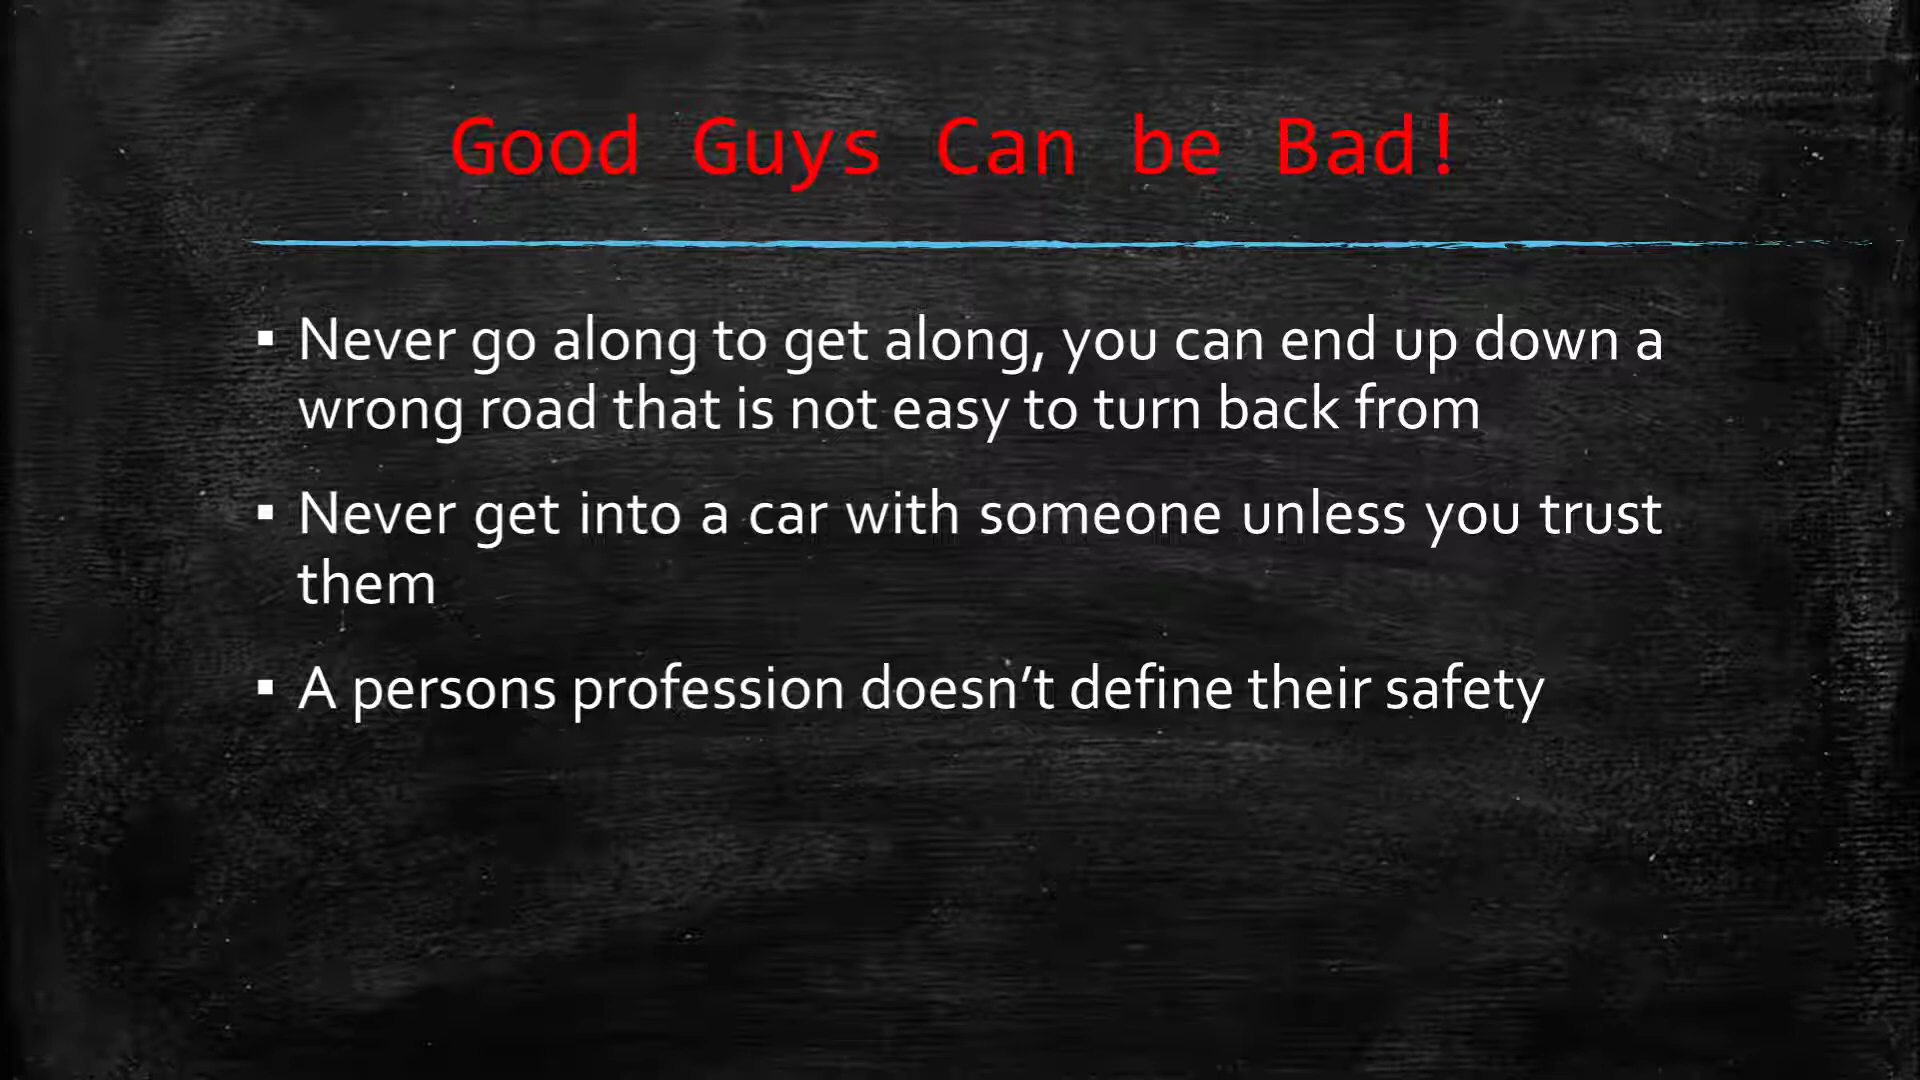 Good Guys Can be Bad!
▪ Never go along to get along, you can end up down a
wrong road that is not easy to turn back from
▪ Never get into a car with someone unless you trust
them
▪ A persons profession doesn’t define their safety